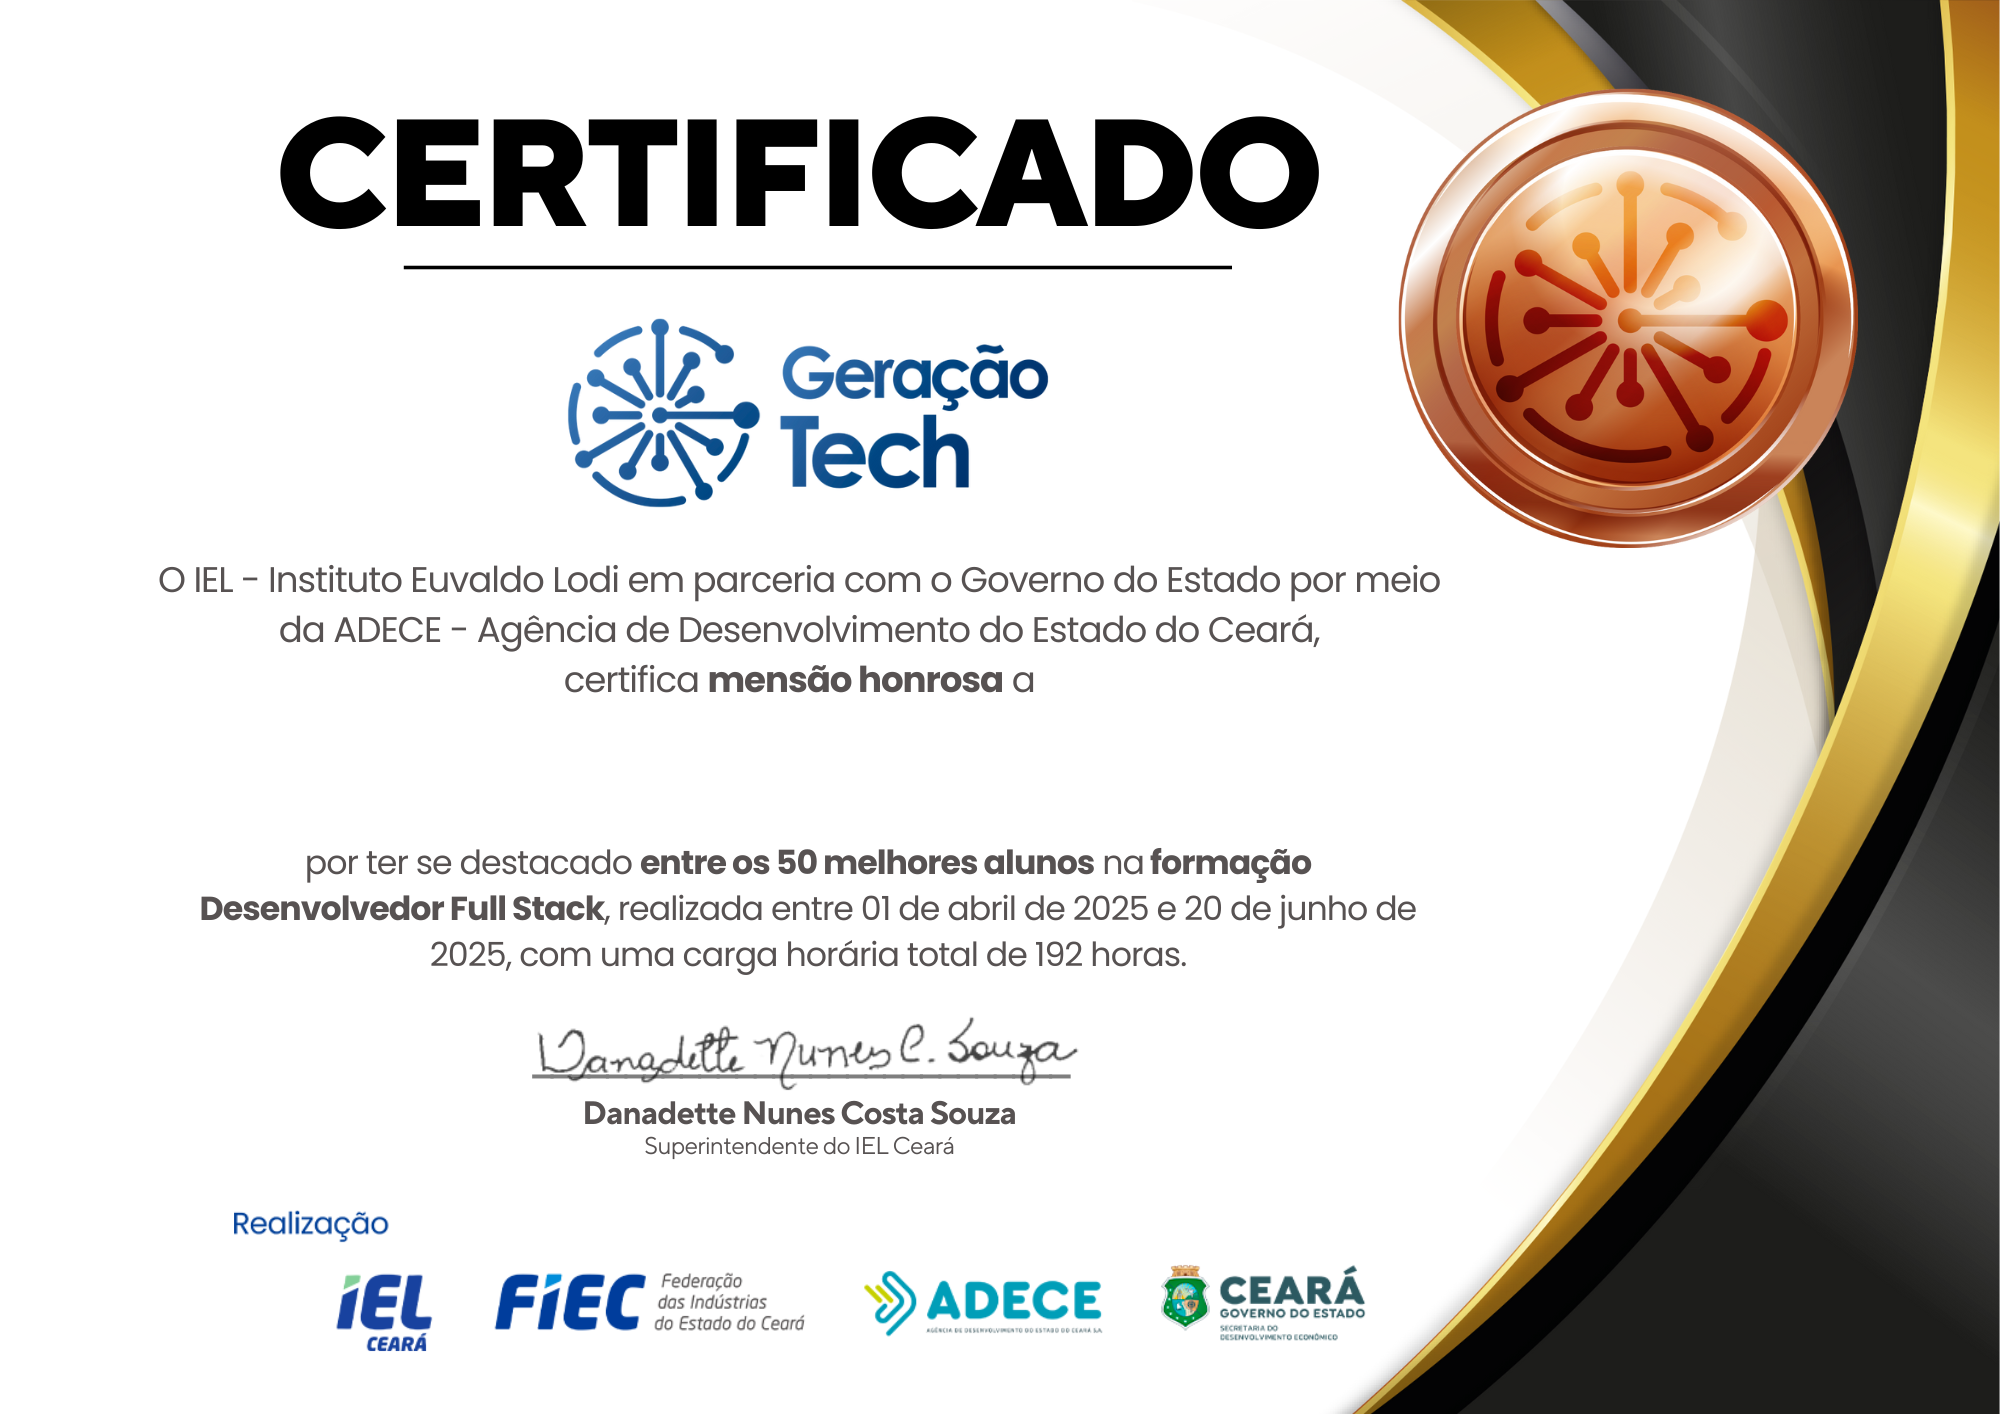 CERTIFICADO
Geração
Tech
O IEL - Instituto Euvaldo Lodi em parceria com o Governo do Estado por meio
da ADECE - Agência de Desenvolvimento do Estado do Ceará,
certifica mensão honrosa a
por ter se destacado entre os 50 melhores alunos na formação
Desenvolvedor Full Stack, realizada entre 01 de abril de 2025 e 20 de junho de
2025, com uma carga horária total de 192 horas.
Danadette Nunes C. Souza
Danadette Nunes Costa Souza
Superintendente do IEL Ceará
Realização
iEL
CEARÁ
FiEC
Federação
das Indústrias
do Estado do Ceará
ADECE
AGÊNCIA DE DESENVOLVIMENTO DO ESTADO DO CEARÁ S.A.
CEARÁ
GOVERNO DO ESTADO
SECRETARIA DO
DESENVOLVIMENTO ECONÔMICO